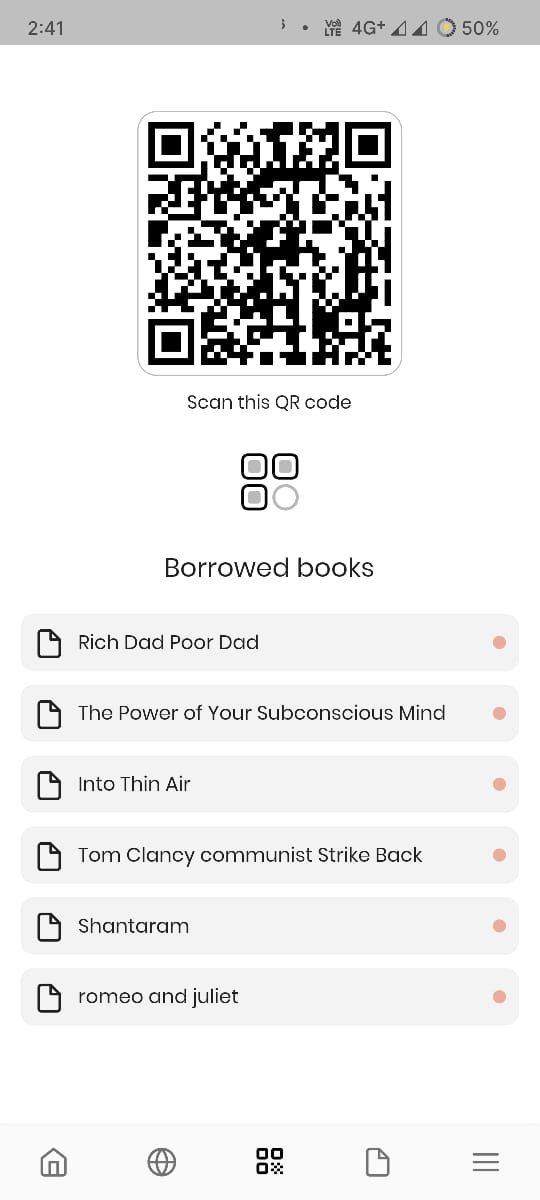 2:41
Vo))
LTE
4G+
50%
Scan this QR code
Borrowed books
Rich Dad Poor Dad
The Power of Your Subconscious Mind
Into Thin Air
Tom Clancy communist Strike Back
Shantaram
romeo and juliet